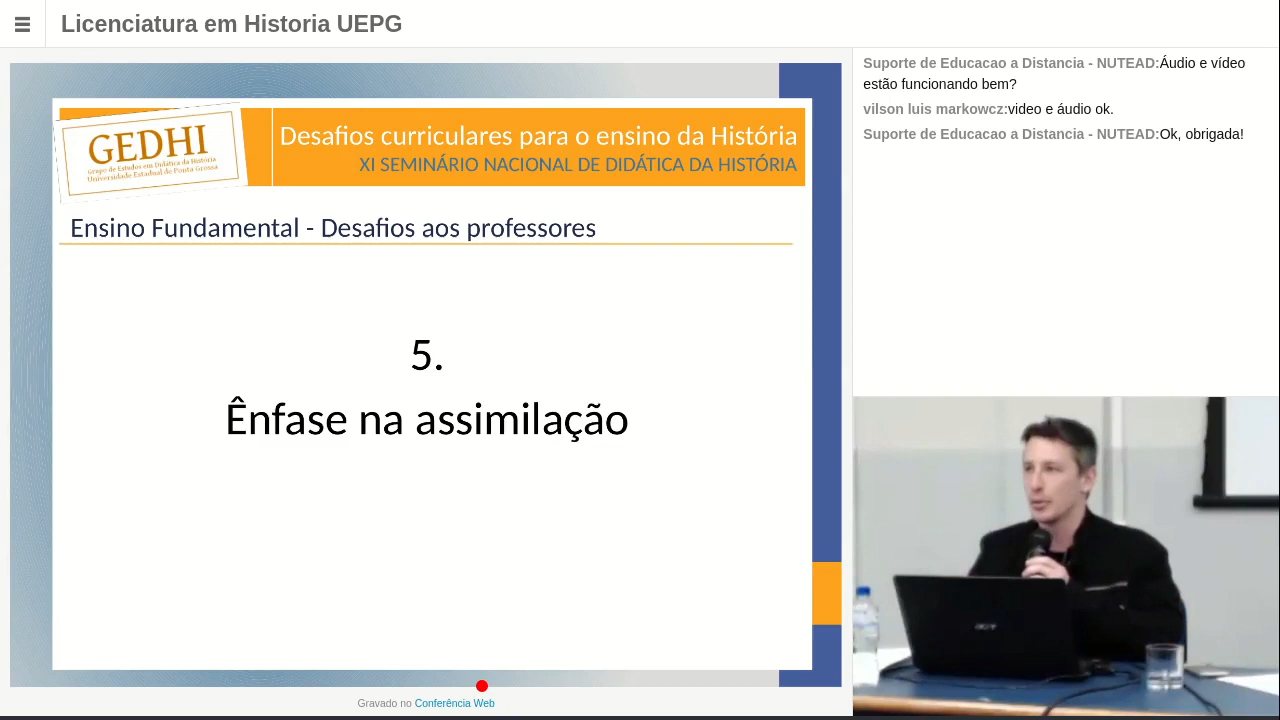 Licenciatura em Historia UEPG
GEDHI
Grupo de Estudos em Didática da História
Universidade Estadual de Ponta Grossa
Desafios curriculares para o ensino da História
XI SEMINÁRIO NACIONAL DE DIDÁTICA DA HISTÓRIA
Ensino Fundamental - Desafios aos professores
5.
Ênfase na assimilação
Gravado no Conferência Web
Suporte de Educacao a Distancia - NUTEAD:Áudio e vídeo
estão funcionando bem?
vilson luis markowcz:video e áudio ok.
Suporte de Educacao a Distancia - NUTEAD:Ok, obrigada!
acer